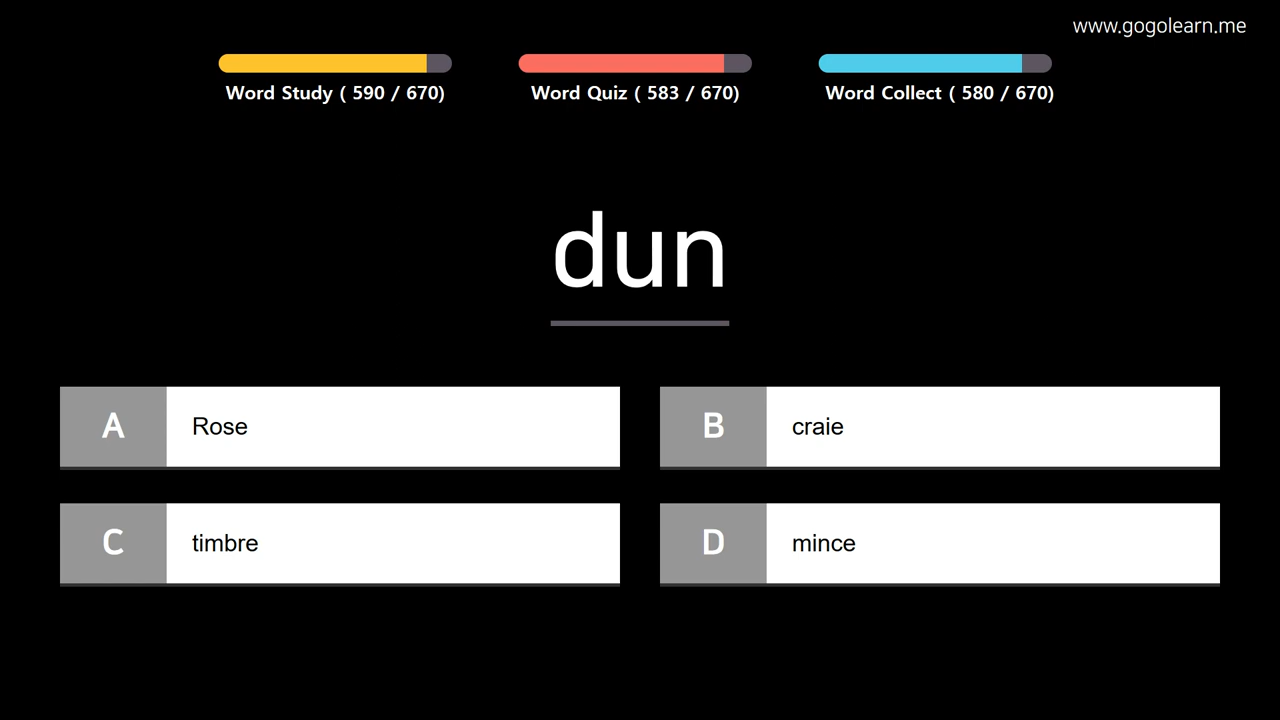 www.gogolearn.me
Word Study ( 590 / 670)
Word Quiz ( 583 / 670)
Word Collect ( 580 / 670)
dun
A Rose
B craie
C timbre
D mince